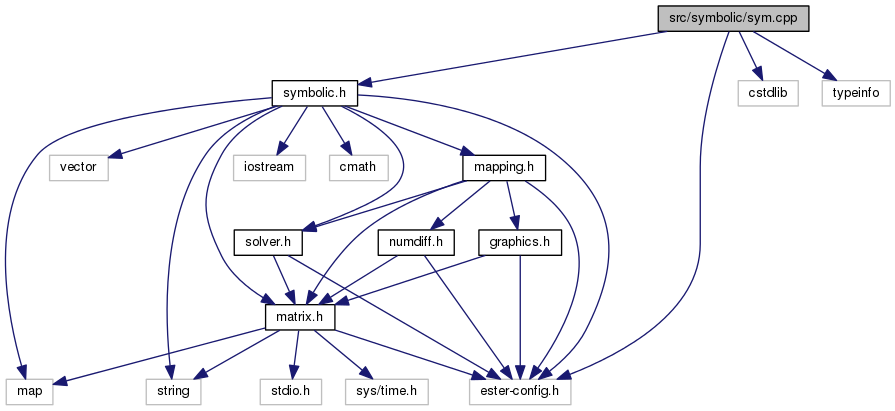 src/symbolic/sym.cpp
symbolic.h
cstdlib
typeinfo
vector
iostream
cmath
mapping.h
solver.h
numdiff.h
graphics.h
matrix.h
map
string
stdio.h
sys/time.h
ester-config.h